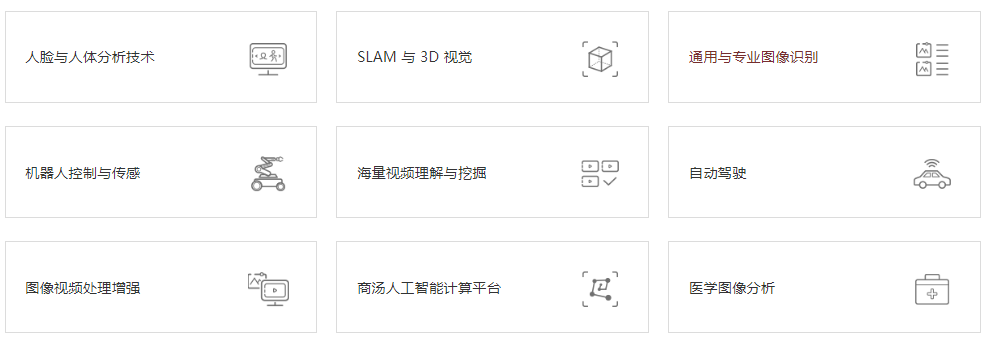 人脸与人体分析技术
SLAM 与 3D 视觉
通用与专业图像识别
机器人控制与传感
海量视频理解与挖掘
自动驾驶
图像视频处理增强
商汤人工智能计算平台
医学图像分析